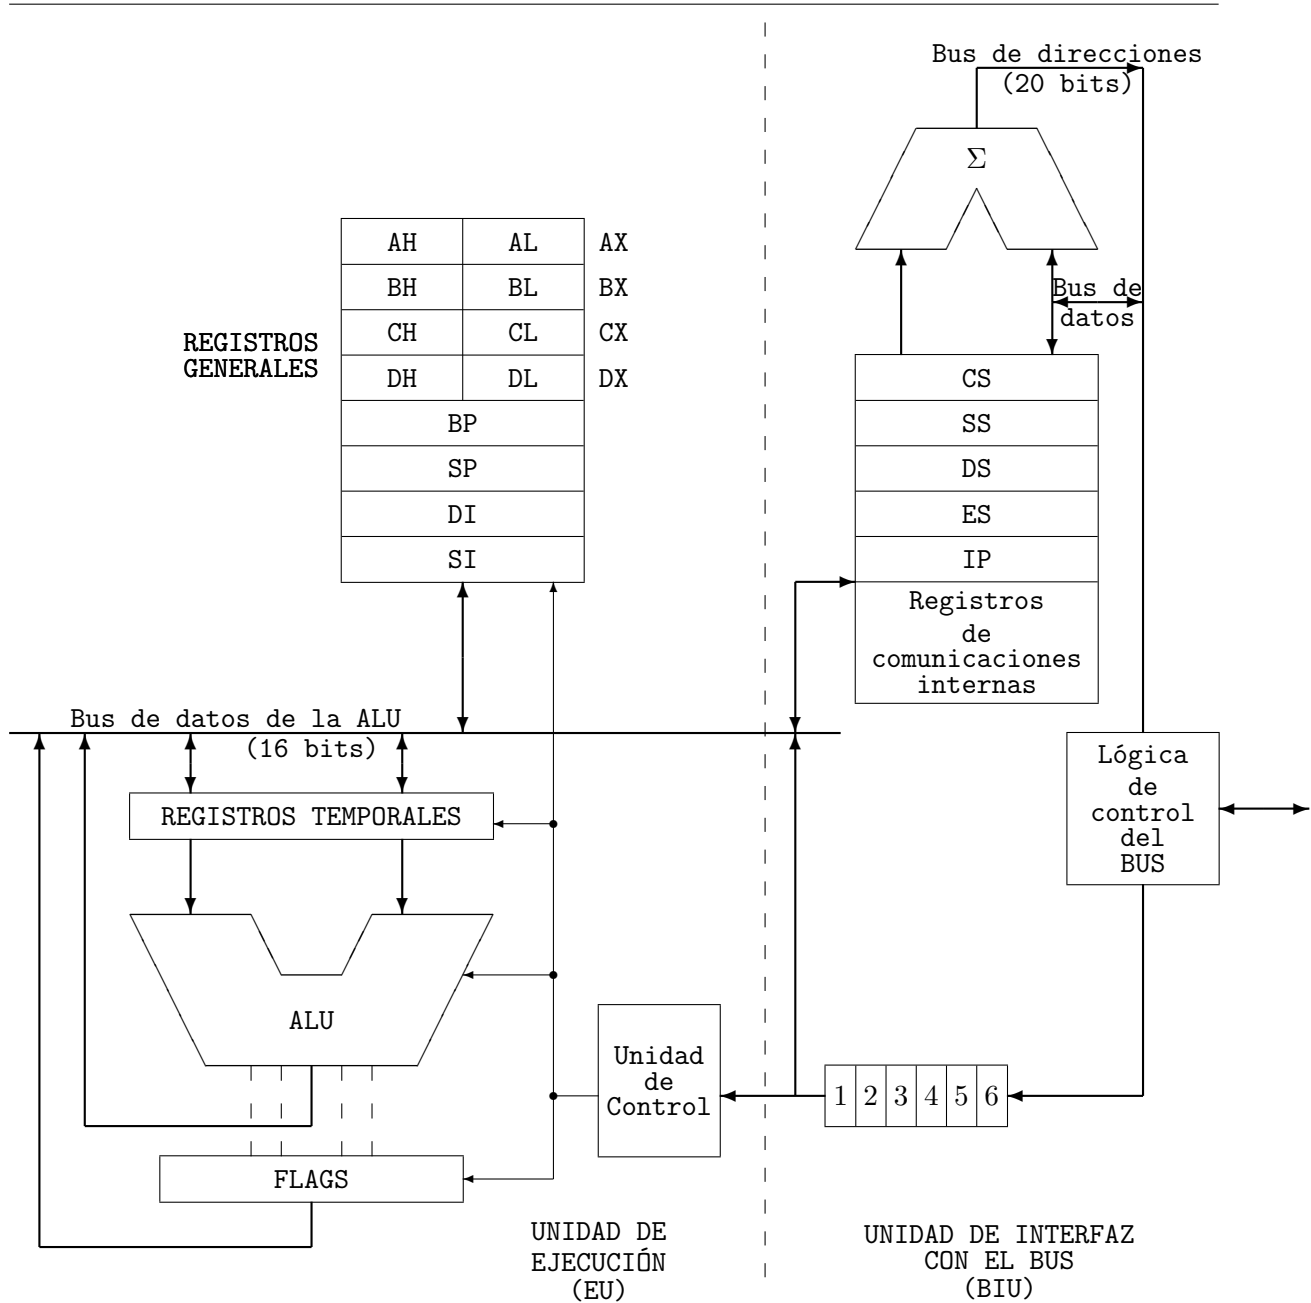 Bus de direcciones
(20 bits)
Σ
AH AL AX
BH BL BX
CH CL CX
DH DL DX
REGISTROS
GENERALES
BP
SP
DI
SI
Bus de
datos
CS
SS
DS
ES
IP
Registros
de
comunicaciones
internas
Bus de datos de la ALU
(16 bits)
REGISTROS TEMPORALES
Lógica
de
control
del
BUS
ALU
Unidad
de
Control
1 2 3 4 5 6
FLAGS
UNIDAD DE
EJECUCIÓN
(EU)
UNIDAD DE INTERFAZ
CON EL BUS
(BIU)